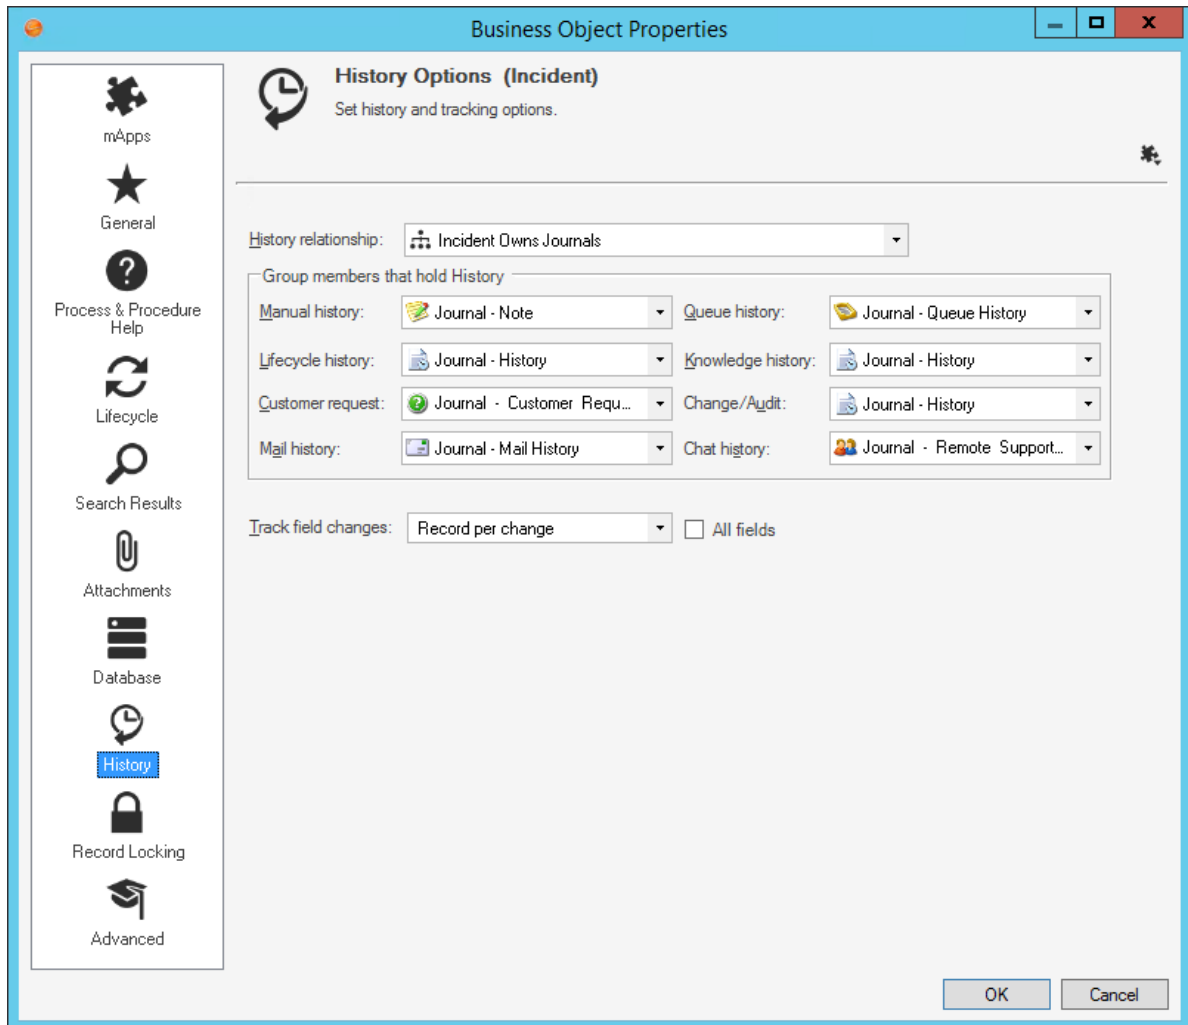 Business Object Properties
mApps
General
Process & Procedure
Help
Lifecycle
Search Results
Attachments
Database
History
Record Locking
Advanced
History Options (Incident)
Set history and tracking options.
History relationship: Incident Owns Journals
Group members that hold History
Manual history: Journal - Note Queue history: Journal - Queue History
Lifecycle history: Journal - History Knowledge history: Journal - History
Customer request: Journal - Customer Requ... Change/Audit: Journal - History
Mail history: Journal - Mail History Chat history: Journal - Remote Support...
Track field changes: Record per change All fields
OK Cancel